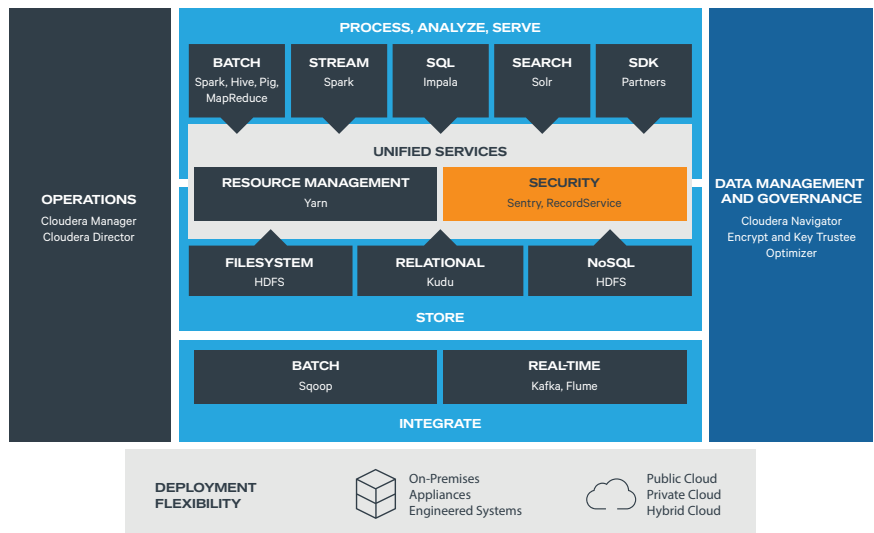 PROCESS, ANALYZE, SERVE
BATCH
Spark, Hive, Pig,
MapReduce
STREAM
Spark
SQL
Impala
SEARCH
Solr
SDK
Partners
UNIFIED SERVICES
RESOURCE MANAGEMENT
Yarn
SECURITY
Sentry, RecordService
OPERATIONS
Cloudera Manager
Cloudera Director
DATA MANAGEMENT
AND GOVERNANCE
Cloudera Navigator
Encrypt and Key Trustee
Optimizer
FILESYSTEM
HDFS
RELATIONAL
Kudu
NoSQL
HDFS
STORE
BATCH
Sqoop
REAL-TIME
Kafka, Flume
INTEGRATE
DEPLOYMENT
FLEXIBILITY
On-Premises
Appliances
Engineered Systems
Public Cloud
Private Cloud
Hybrid Cloud